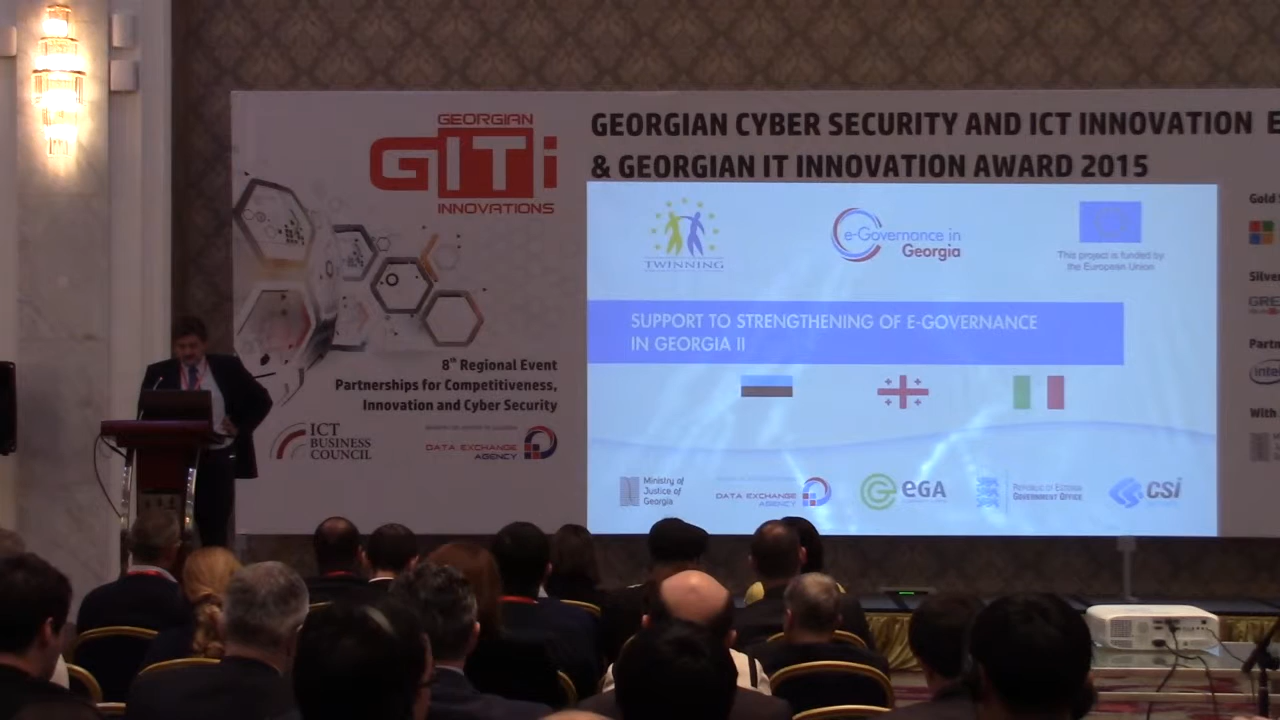 GEORGIAN
GITi
INNOVATIONS
GEORGIAN CYBER SECURITY AND ICT INNOVATION E
& GEORGIAN IT INNOVATION AWARD 2015
8th Regional Event
Partnerships for Competitiveness,
Innovation and Cyber Security
ICT
BUSINESS
COUNCIL
DATA EXCHANGE
AGENCY
TWINNING
e-Governance in
Georgia
This project is funded by
the European Union
SUPPORT TO STRENGTHENING OF E-GOVERNANCE
IN GEORGIA II
Ministry of
Justice of
Georgia
DATA EXCHANGE
AGENCY
eGA
REPUBLIC OF ESTONIA
GOVERNMENT OFFICE
CSI
Gold
Silve
GRE
Partn
inte
With